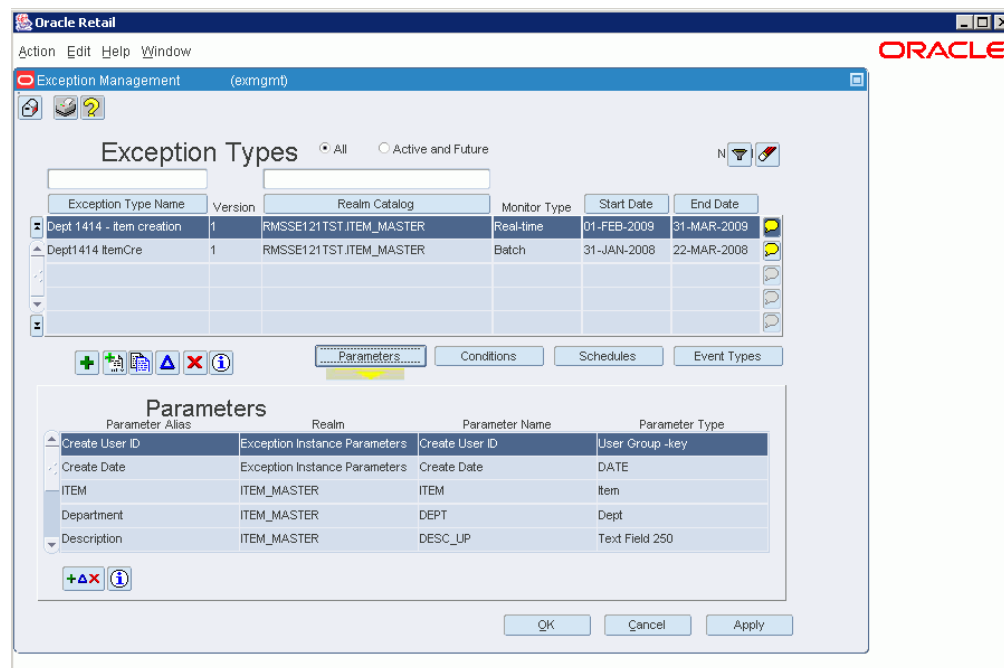 Oracle Retail
Action Edit Help Window
ORACLE
Exception Management (exmgmt)
Exception Types All Active and Future N
Exception Type Name Version Realm Catalog Monitor Type Start Date End Date
Dept 1414 - item creation 1 RMSSE121TST.ITEM_MASTER Real-time 01-FEB-2009 31-MAR-2009
Dept1414 ItemCre 1 RMSSE121TST.ITEM_MASTER Batch 31-JAN-2008 22-MAR-2008
Parameters Conditions Schedules Event Types
Parameters
Parameter Alias Realm Parameter Name Parameter Type
Create User ID Exception Instance Parameters Create User ID User Group -key
Create Date Exception Instance Parameters Create Date DATE
ITEM ITEM_MASTER ITEM Item
Department ITEM_MASTER DEPT Dept
Description ITEM_MASTER DESC_UP Text Field 250
OK Cancel Apply